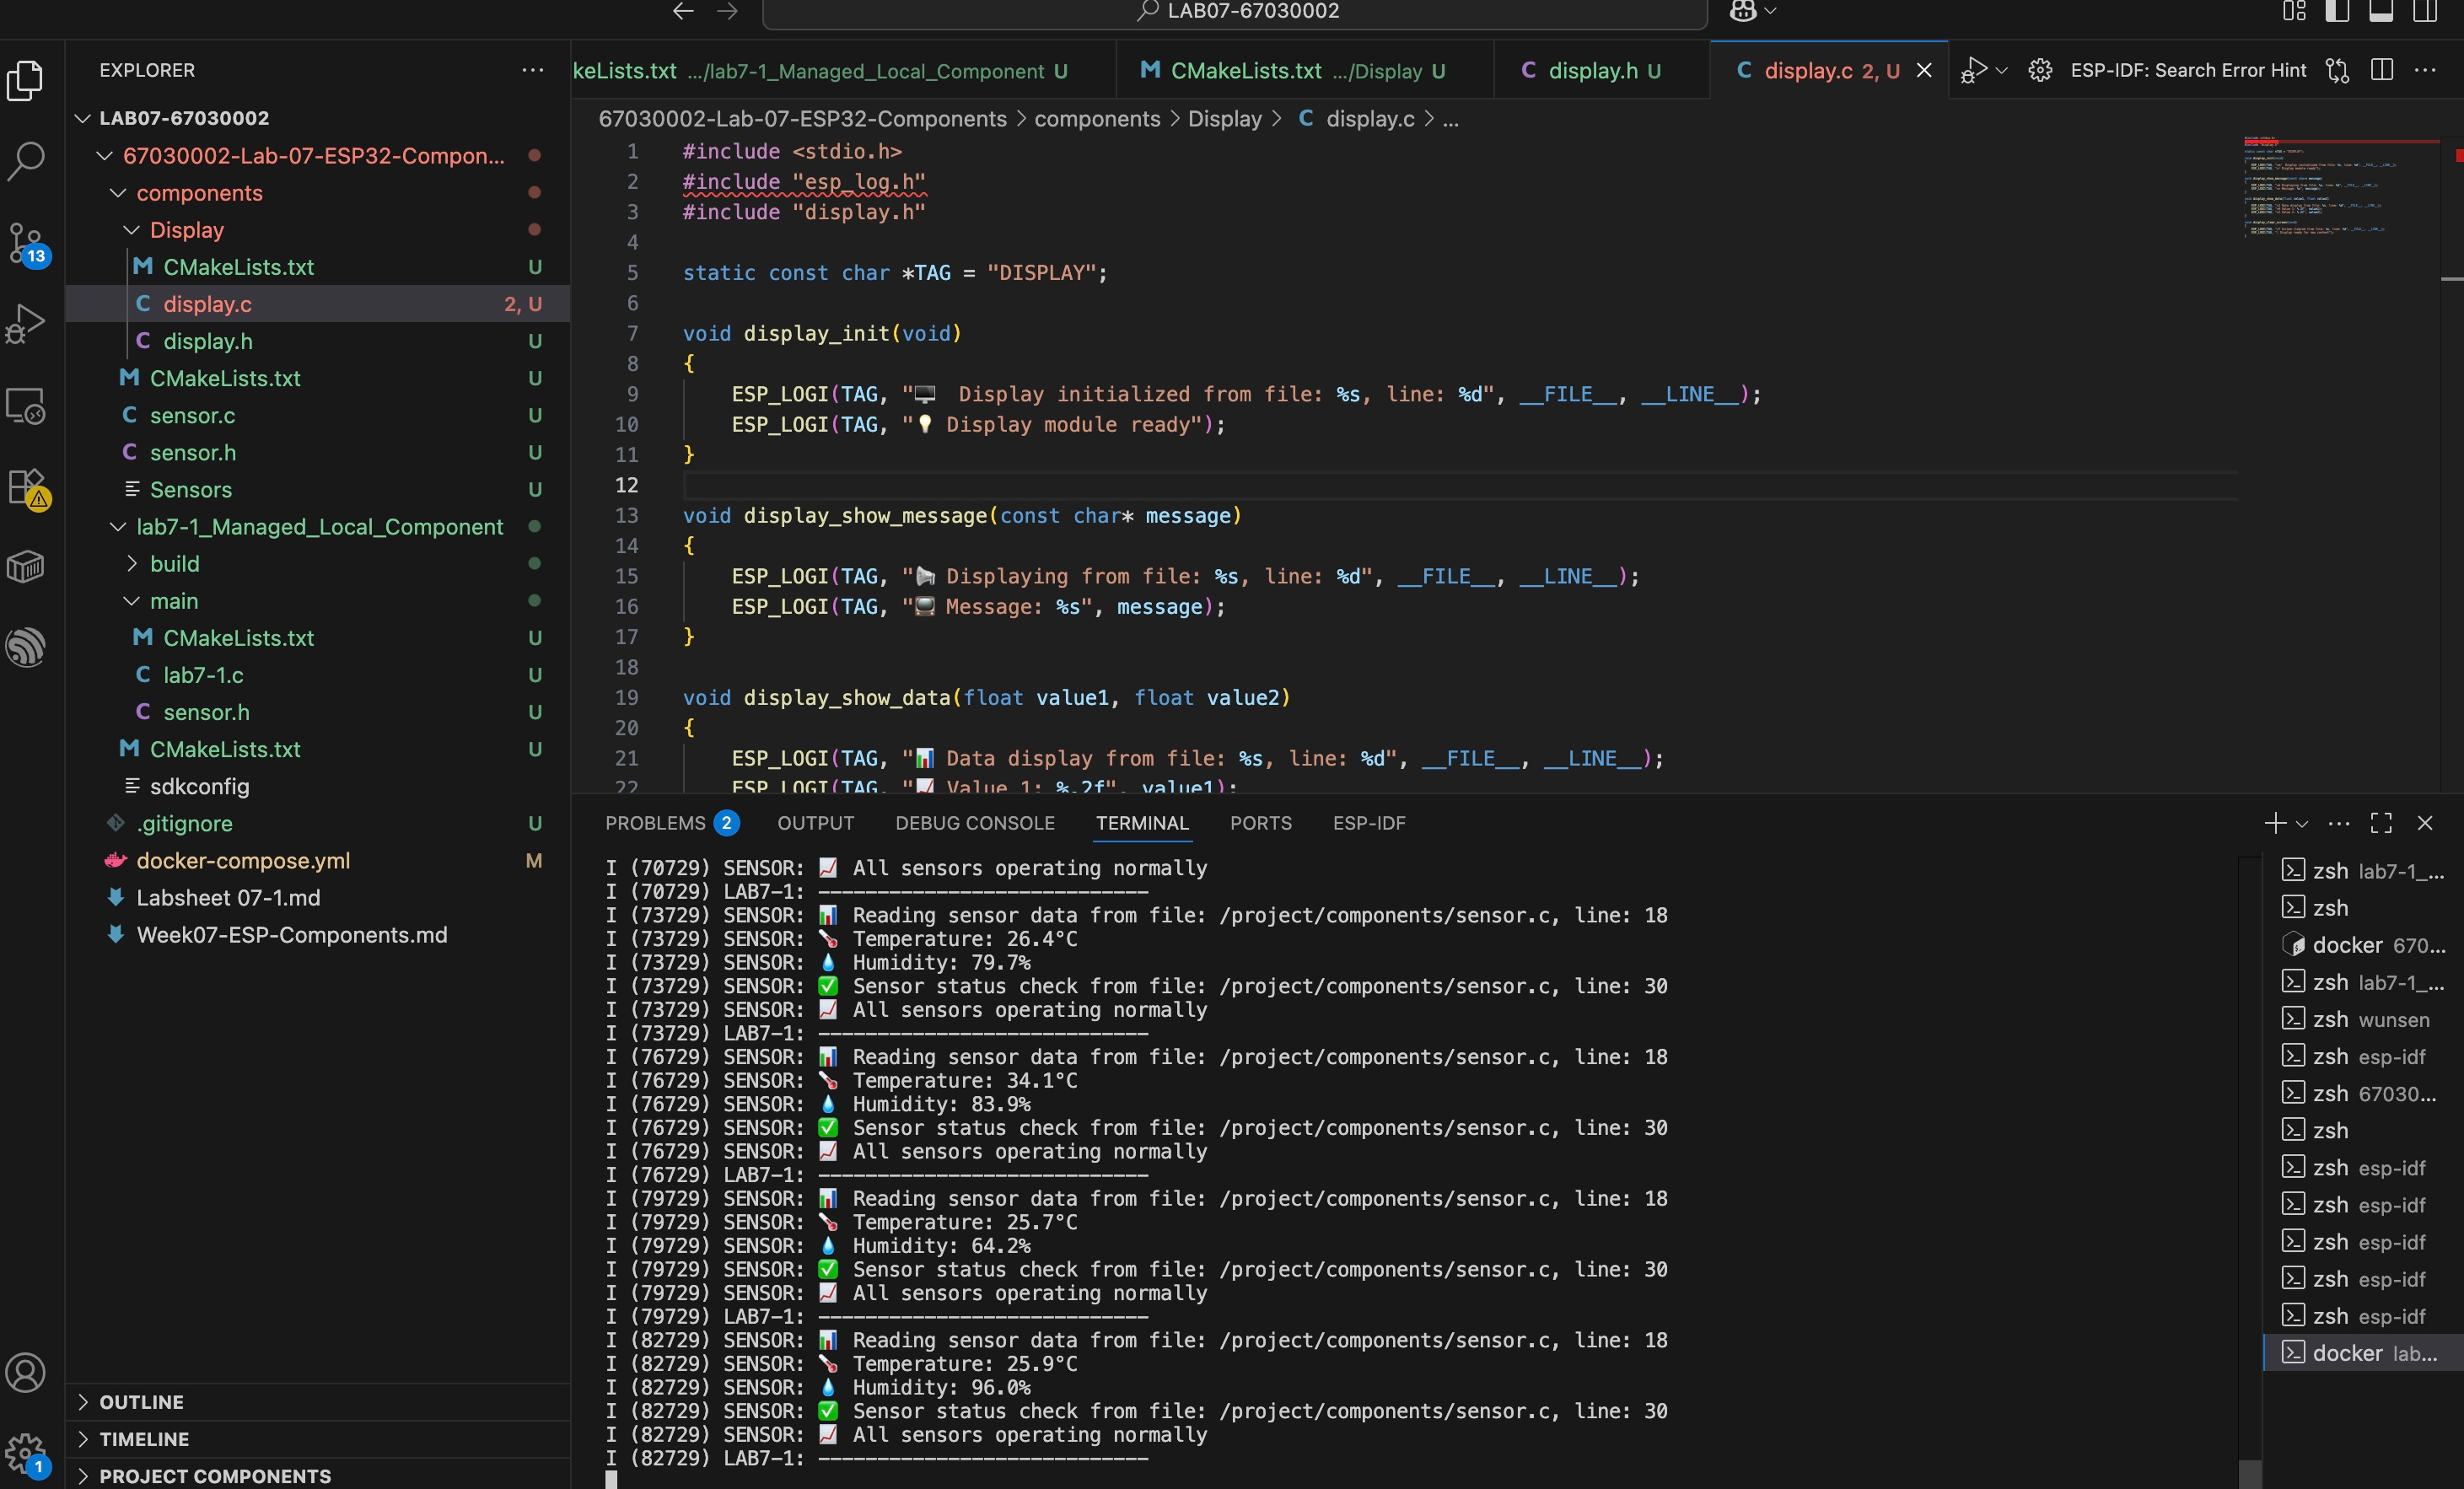 LAB07-67030002
EXPLORER
LAB07-67030002
67030002-Lab-07-ESP32-Compon...
components
Display
CMakeLists.txt U
display.c 2, U
display.h U
CMakeLists.txt U
sensor.c U
sensor.h U
Sensors U
lab7-1_Managed_Local_Component
build
main
CMakeLists.txt U
lab7-1.c U
sensor.h U
CMakeLists.txt U
sdkconfig
.gitignore U
docker-compose.yml M
Labsheet 07-1.md
Week07-ESP-Components.md
OUTLINE
TIMELINE
PROJECT COMPONENTS
13
1
keLists.txt .../lab7-1_Managed_Local_Component U
CMakeLists.txt .../Display U
display.h U
display.c 2, U
ESP-IDF: Search Error Hint
67030002-Lab-07-ESP32-Components > components > Display > C display.c > ...
1 #include <stdio.h>
2 #include "esp_log.h"
3 #include "display.h"
4
5 static const char *TAG = "DISPLAY";
6
7 void display_init(void)
8 {
9 ESP_LOGI(TAG, "🖥️ Display initialized from file: %s, line: %d", __FILE__, __LINE__);
10 ESP_LOGI(TAG, "💡 Display module ready");
11 }
12
13 void display_show_message(const char* message)
14 {
15 ESP_LOGI(TAG, "📢 Displaying from file: %s, line: %d", __FILE__, __LINE__);
16 ESP_LOGI(TAG, "📺 Message: %s", message);
17 }
18
19 void display_show_data(float value1, float value2)
20 {
21 ESP_LOGI(TAG, "📊 Data display from file: %s, line: %d", __FILE__, __LINE__);
22 ESP_LOGI(TAG, "📈 Value 1: %.2f", value1);
PROBLEMS 2 OUTPUT DEBUG CONSOLE TERMINAL PORTS ESP-IDF
I (70729) SENSOR: 📈 All sensors operating normally
I (70729) LAB7-1: ----------------------------
I (73729) SENSOR: 📊 Reading sensor data from file: /project/components/sensor.c, line: 18
I (73729) SENSOR: 🌡️ Temperature: 26.4°C
I (73729) SENSOR: 💧 Humidity: 79.7%
I (73729) SENSOR: ✅ Sensor status check from file: /project/components/sensor.c, line: 30
I (73729) SENSOR: 📈 All sensors operating normally
I (73729) LAB7-1: ----------------------------
I (76729) SENSOR: 📊 Reading sensor data from file: /project/components/sensor.c, line: 18
I (76729) SENSOR: 🌡️ Temperature: 34.1°C
I (76729) SENSOR: 💧 Humidity: 83.9%
I (76729) SENSOR: ✅ Sensor status check from file: /project/components/sensor.c, line: 30
I (76729) SENSOR: 📈 All sensors operating normally
I (76729) LAB7-1: ----------------------------
I (79729) SENSOR: 📊 Reading sensor data from file: /project/components/sensor.c, line: 18
I (79729) SENSOR: 🌡️ Temperature: 25.7°C
I (79729) SENSOR: 💧 Humidity: 64.2%
I (79729) SENSOR: ✅ Sensor status check from file: /project/components/sensor.c, line: 30
I (79729) SENSOR: 📈 All sensors operating normally
I (79729) LAB7-1: ----------------------------
I (82729) SENSOR: 📊 Reading sensor data from file: /project/components/sensor.c, line: 18
I (82729) SENSOR: 🌡️ Temperature: 25.9°C
I (82729) SENSOR: 💧 Humidity: 96.0%
I (82729) SENSOR: ✅ Sensor status check from file: /project/components/sensor.c, line: 30
I (82729) SENSOR: 📈 All sensors operating normally
I (82729) LAB7-1: ----------------------------
zsh lab7-1_...
zsh
docker 670...
zsh lab7-1_...
zsh wunsen
zsh esp-idf
zsh 67030...
zsh
zsh esp-idf
zsh esp-idf
zsh esp-idf
zsh esp-idf
zsh esp-idf
docker lab...